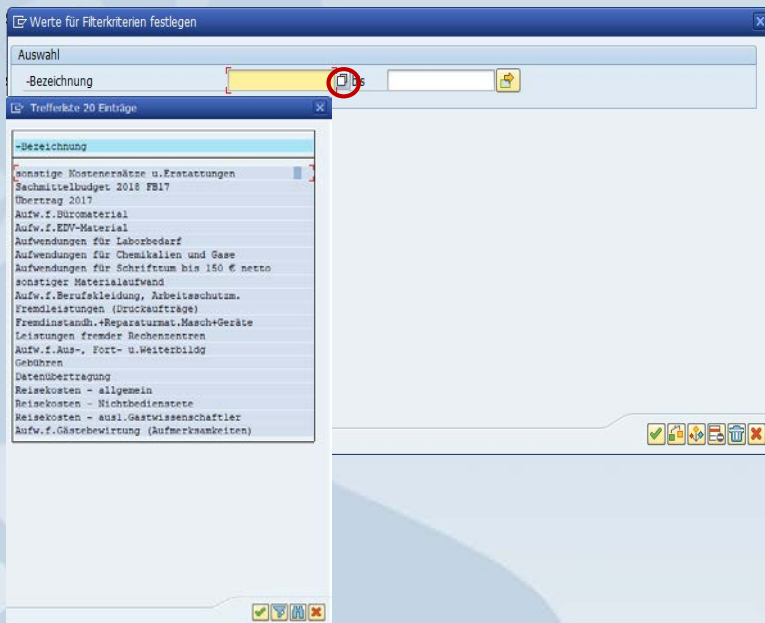 Werte für Filterkriterien festlegen
Auswahl
-Bezeichnung bis
Trefferliste 20 Einträge
-Bezeichnung
sonstige Kostenersätze u.Erstattungen
Sachmittelbudget 2018 FB17
Übertrag 2017
Aufw.f.Büromaterial
Aufw.f.EDV-Material
Aufwendungen für Laborbedarf
Aufwendungen für Chemikalien und Gase
Aufwendungen für Schrifttum bis 150 € netto
sonstiger Materialaufwand
Aufw.f.Berufskleidung, Arbeitsschutzm.
Fremdleistungen (Druckaufträge)
Fremdinstandh.+Reparaturmat.Masch+Geräte
Leistungen fremder Rechenzentren
Aufw.f.Aus-, Fort- u.Weiterbildg
Gebühren
Datenübertragung
Reisekosten - allgemein
Reisekosten - Nichtbedienstete
Reisekosten - ausl.Gastwissenschaftler
Aufw.f.Gästebewirtung (Aufmerksamkeiten)